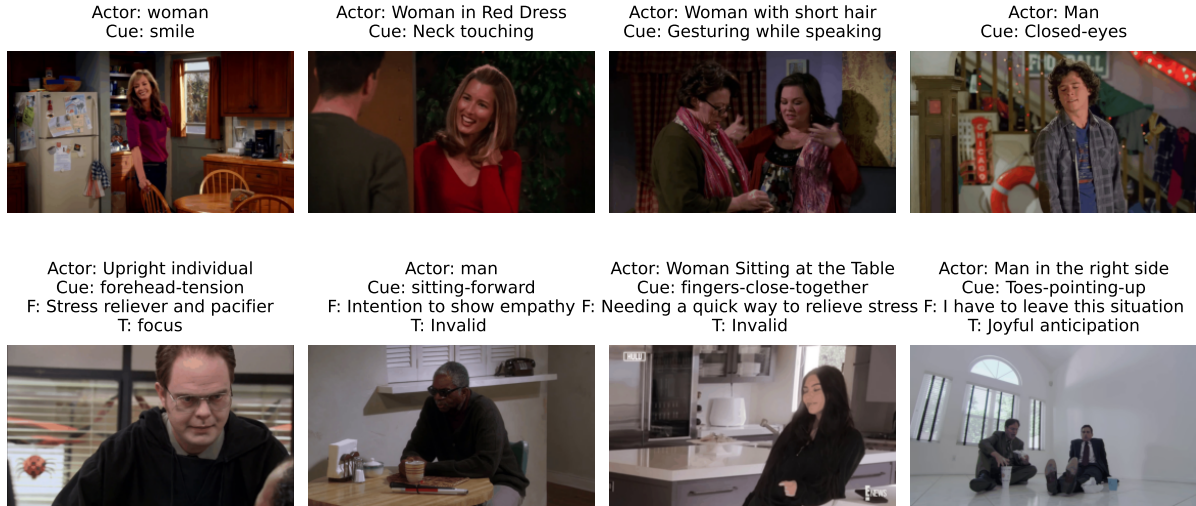 Actor: woman
Cue: smile
Actor: Woman in Red Dress
Cue: Neck touching
Actor: Woman with short hair
Cue: Gesturing while speaking
Actor: Man
Cue: Closed-eyes
CHICAGO
Actor: Upright individual
Cue: forehead-tension
F: Stress reliever and pacifier
T: focus
Actor: man
Cue: sitting-forward
F: Intention to show empathy
T: Invalid
Actor: Woman Sitting at the Table
Cue: fingers-close-together
F: Needing a quick way to relieve stress
T: Invalid
Actor: Man in the right side
Cue: Toes-pointing-up
F: I have to leave this situation
T: Joyful anticipation
E NEWS